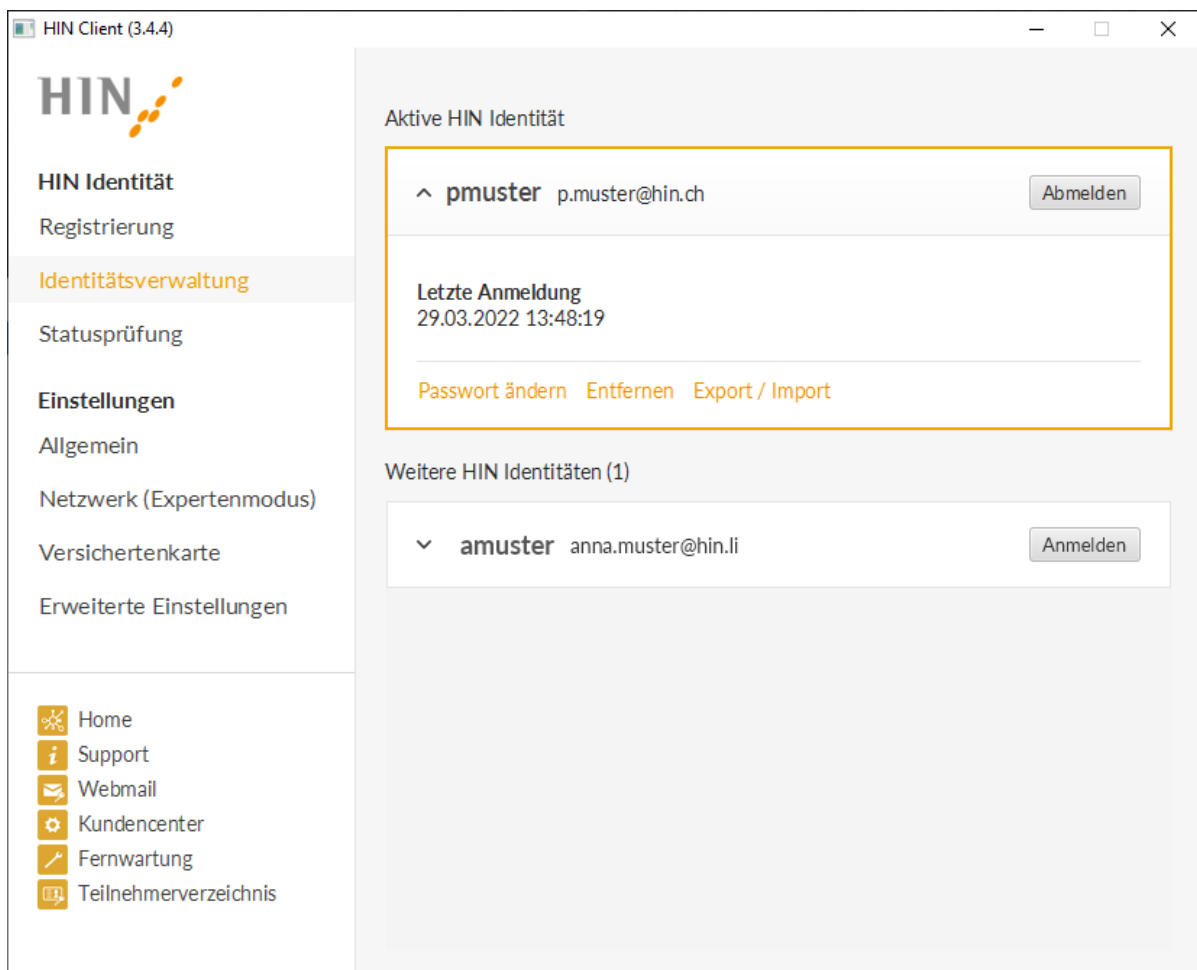 HIN Client (3.4.4)
HIN
HIN Identität
Registrierung
Identitätsverwaltung
Statusprüfung
Einstellungen
Allgemein
Netzwerk (Expertenmodus)
Versichertenkarte
Erweiterte Einstellungen
Home
Support
Webmail
Kundencenter
Fernwartung
Teilnehmerverzeichnis
Aktive HIN Identität
pmuster p.muster@hin.ch Abmelden
Letzte Anmeldung
29.03.2022 13:48:19
Passwort ändern Entfernen Export / Import
Weitere HIN Identitäten (1)
amuster anna.muster@hin.li Anmelden